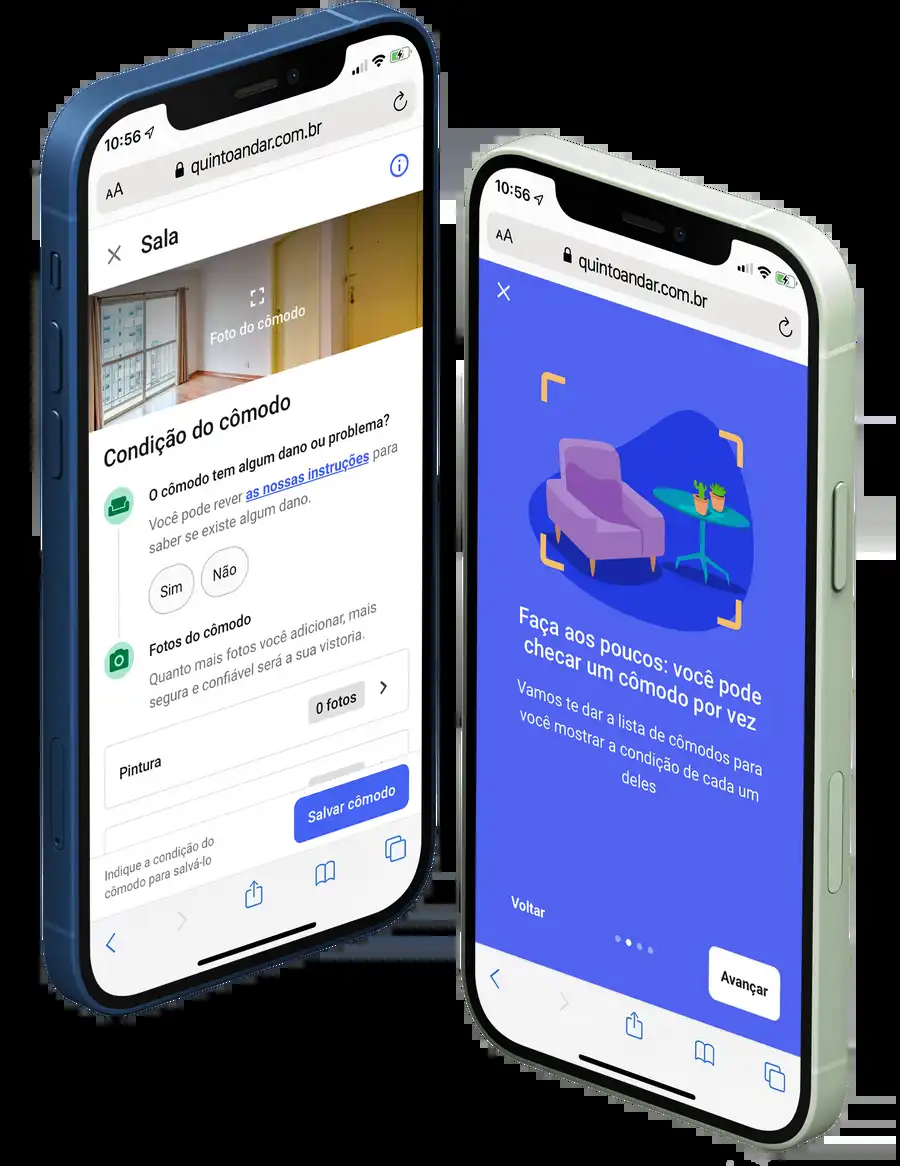 10:56
AA
quintoandar.com.br
Sala
Foto do cômodo
Condição do cômodo
O cômodo tem algum dano ou problema?
Você pode rever as nossas instruções para
saber se existe algum dano.
Sim
Não
Fotos do cômodo
Quanto mais fotos você adicionar, mais
segura e confiável será a sua vistoria.
0 fotos
Pintura
Indique a condição do
cômodo para salvá-lo
Salvar cômodo
10:56
AA
quintoandar.com.br
Faça aos poucos: você pode
checar um cômodo por vez
Vamos te dar a lista de cômodos para
você mostrar a condição de cada um
deles
Voltar
Avançar